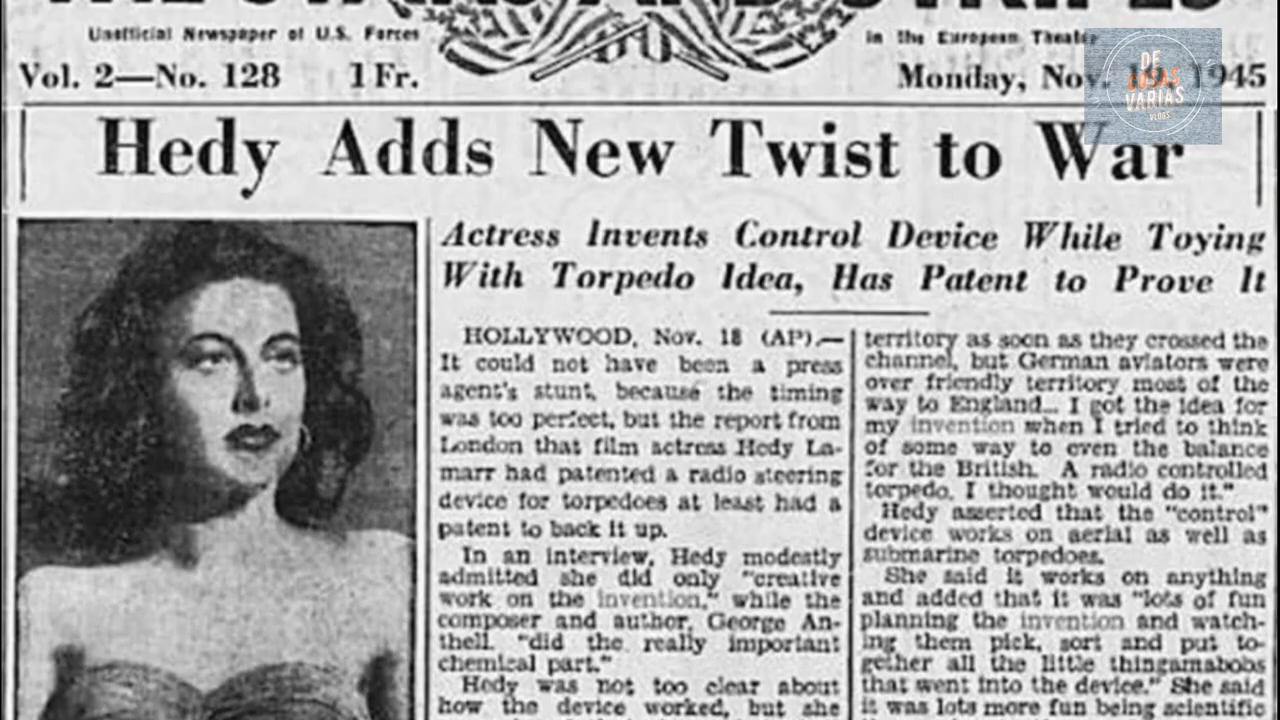 THE STARS AND STRIPES
Unofficial Newspaper of U.S. Forces
in the European Theater
Vol. 2—No. 128 1 Fr.
Monday, Nov. 19, 1945
DE
COSAS
VARIAS
VLOGS
Hedy Adds New Twist to War
Actress Invents Control Device While Toying
With Torpedo Idea, Has Patent to Prove It
HOLLYWOOD, Nov. 18 (AP).—
It could not have been a press
agent's stunt, because the timing
was too perfect, but the report from
London that film actress Hedy La-
marr had patented a radio steering
device for torpedoes at least had a
patent to back it up.
In an interview, Hedy modestly
admitted she did only "creative
work on the invention," while the
composer and author, George An-
theil, "did the really important
chemical part."
Hedy was not too clear about
how the device worked, but she
territory as soon as they crossed the
channel, but German aviators were
over friendly territory most of the
way to England... I got the idea for
my invention when I tried to think
of some way to even the balance
for the British. A radio controlled
torpedo, I thought would do it."
Hedy asserted that the "control"
device works on aerial as well as
submarine torpedoes.
She said it works on anything
and added that it was "lots of fun
planning the invention and watch-
ing them pick, sort and put to-
gether all the little thingamabobs
that went into the device." She said
it was lots more fun being scientific